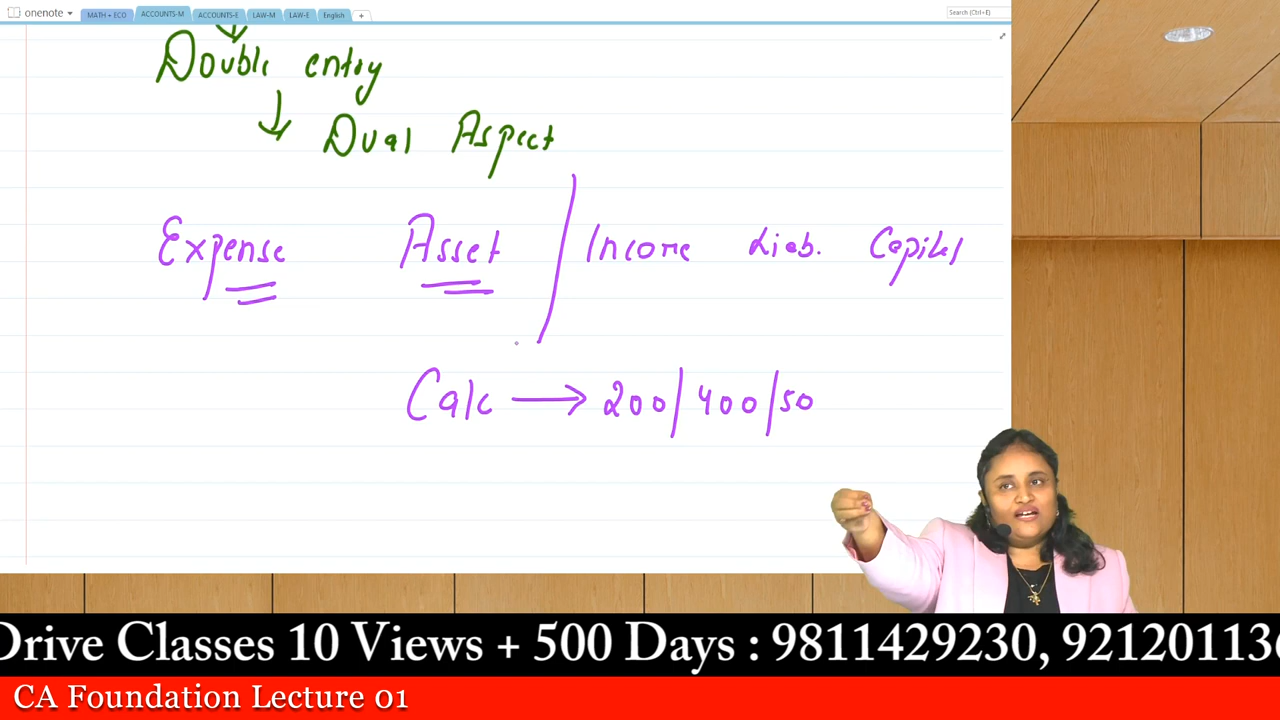 onenote
MATH + ECO ACCOUNTS-M ACCOUNTS-E LAW-M LAW-E English +
Search (Ctrl+E)
Double entry
Dual Aspect
Expense Asset / Income Liab. Capital
Calc → 200/400/50
Drive Classes 10 Views + 500 Days : 9811429230, 921201136
CA Foundation Lecture 01